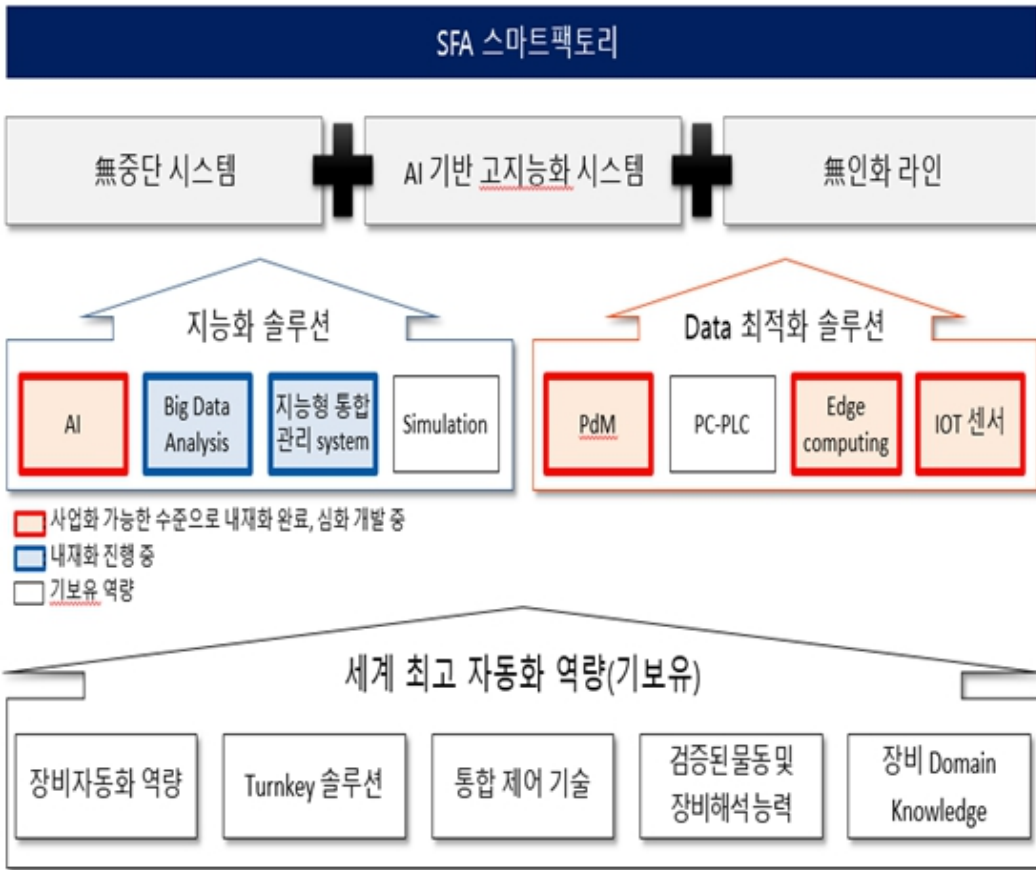 SFA 스마트팩토리
無중단 시스템
AI 기반 고지능화 시스템
無인화 라인
지능화 솔루션
AI
Big Data
Analysis
지능형 통합
관리 system
Simulation
Data 최적화 솔루션
PdM
PC-PLC
Edge
computing
IOT 센서
사업화 가능한 수준으로 내재화 완료, 심화 개발 중
내재화 진행 중
기보유 역량
세계 최고 자동화 역량(기보유)
장비자동화 역량
Turnkey 솔루션
통합 제어 기술
검증된 물동 및
장비해석 능력
장비 Domain
Knowledge